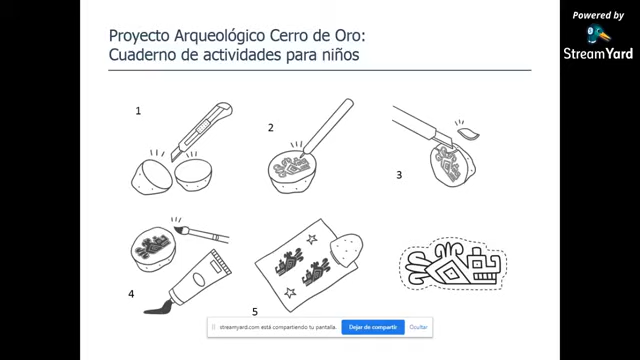 Proyecto Arqueológico Cerro de Oro:
Cuaderno de actividades para niños
Powered by
StreamYard
1
2
3
4
5
streamyard.com está compartiendo tu pantalla.
Dejar de compartir
Ocultar